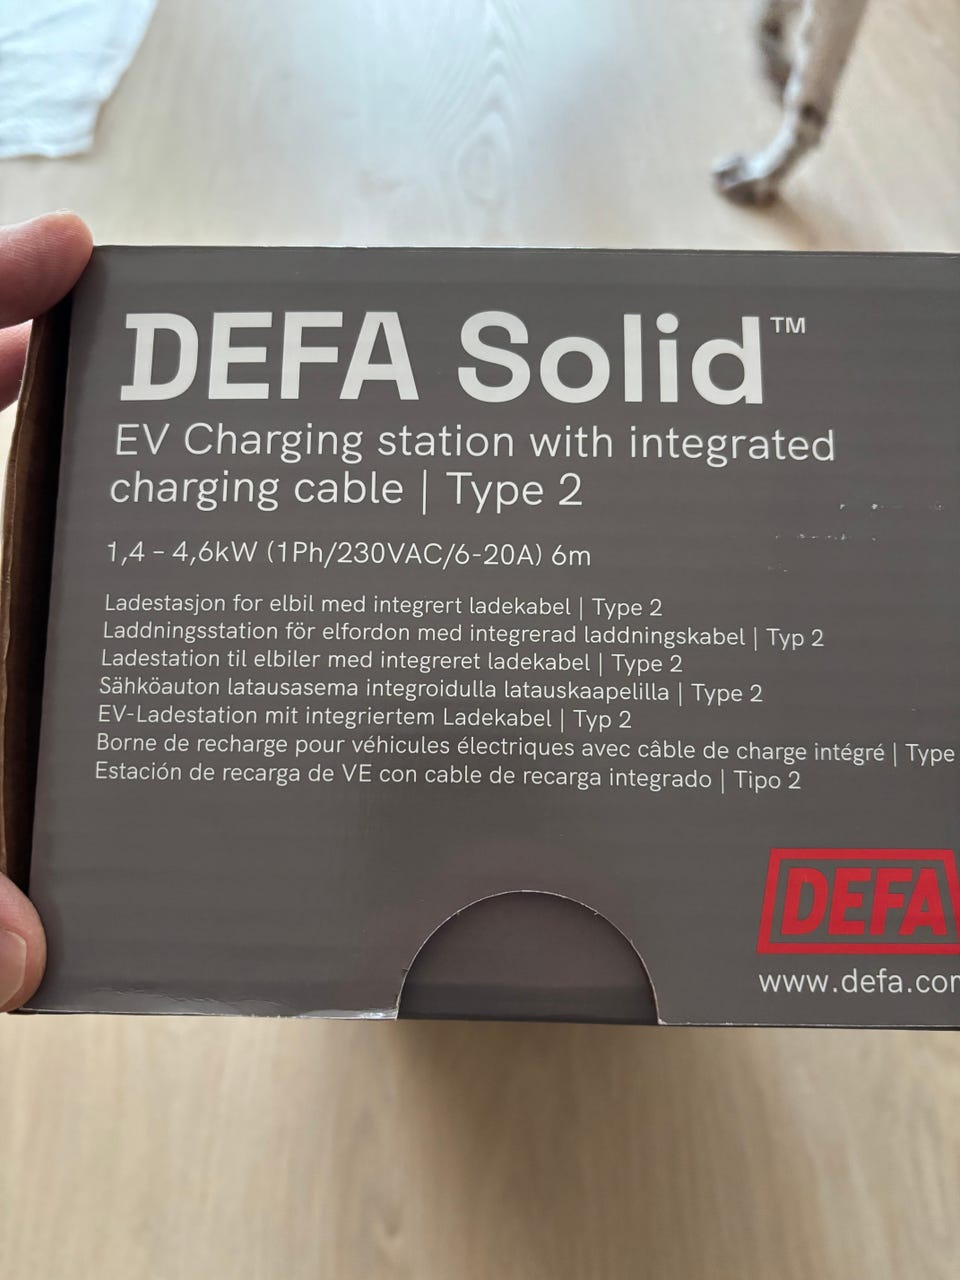 DEFA Solid™
EV Charging station with integrated
charging cable | Type 2
1,4 – 4,6kW (1Ph/230VAC/6-20A) 6m
Ladestasjon for elbil med integrert ladekabel | Type 2
Laddningsstation för elfordon med integrerad laddningskabel | Typ 2
Ladestation til elbiler med integreret ladekabel | Type 2
Sähköauton latausasema integroidulla latauskaapelilla | Type 2
EV-Ladestation mit integriertem Ladekabel | Typ 2
Borne de recharge pour véhicules électriques avec câble de charge intégré | Type
Estación de recarga de VE con cable de recarga integrado | Tipo 2
DEFA
www.defa.co